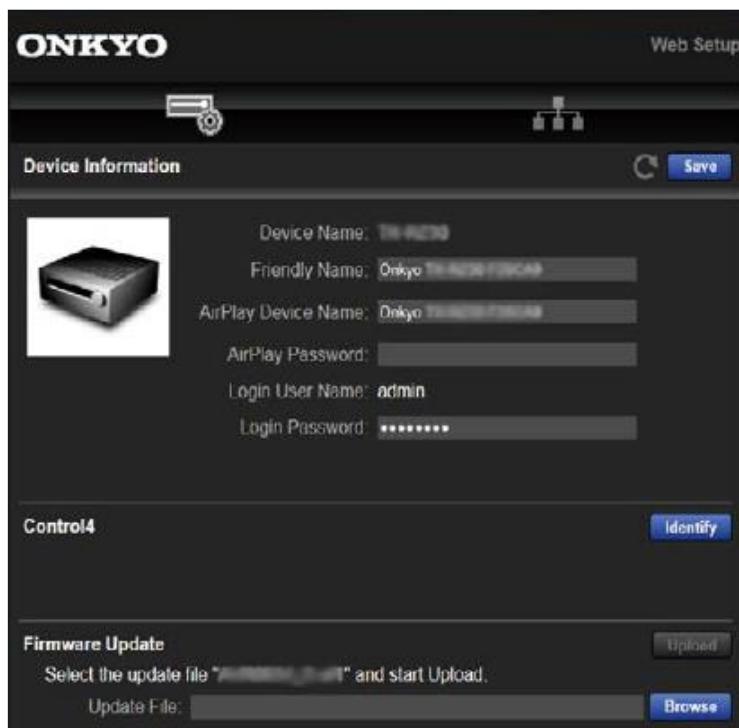 ONKYO
Web Setup
Device Information
Save
Device Name:
Friendly Name: Onkyo
AirPlay Device Name: Onkyo
AirPlay Password:
Login User Name: admin
Login Password: ••••••••
Control4
Identify
Firmware Update
Upload
Select the update file " " and start Upload.
Update File:
Browse